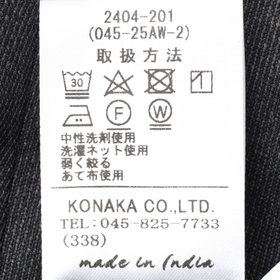 2404-201
(045-25AW-2)
取扱方法
30
F
W
中性洗剤使用
洗濯ネット使用
弱く絞る
あて布使用
KONAKA CO.,LTD.
TEL:045-825-7733
(338)
made in India